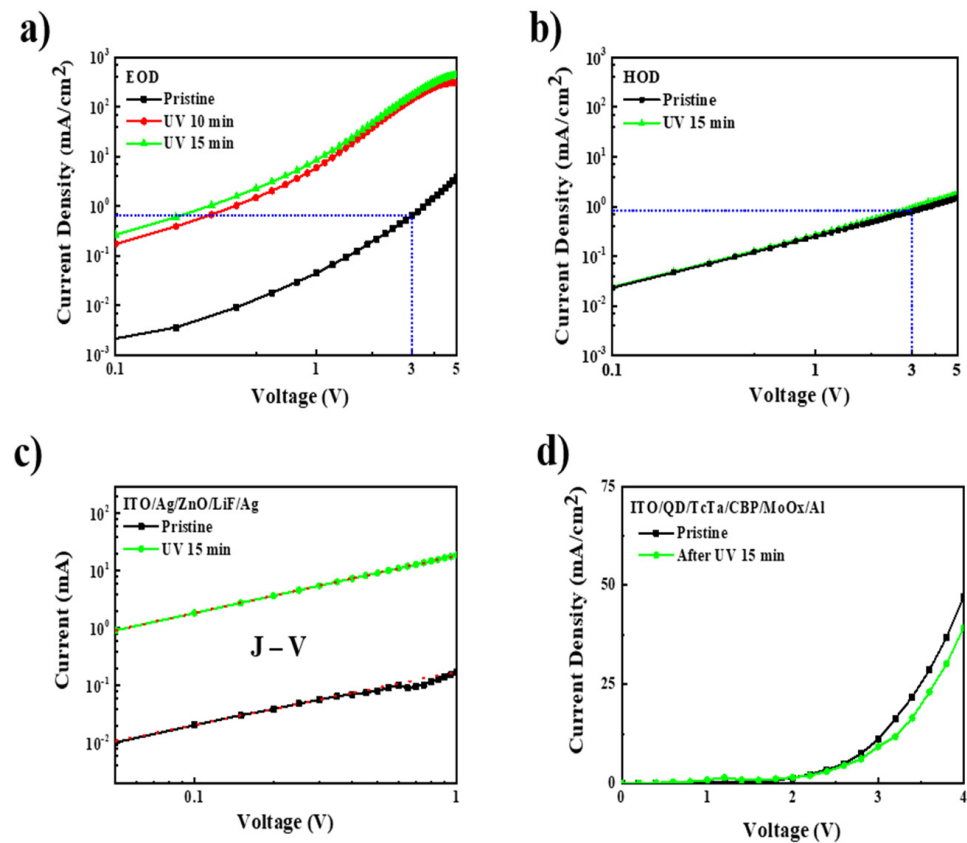 a)
10³
10²
10¹
10⁰
10⁻¹
10⁻²
10⁻³
Current Density (mA/cm²)
EOD
Pristine
UV 10 min
UV 15 min
0.1
1
3
5
Voltage (V)
b)
10³
10²
10¹
10⁰
10⁻¹
10⁻²
10⁻³
Current Density (mA/cm²)
HOD
Pristine
UV 15 min
0.1
1
3
5
Voltage (V)
c)
10²
10¹
10⁰
10⁻¹
10⁻²
Current (mA)
ITO/Ag/ZnO/LiF/Ag
Pristine
UV 15 min
J – V
0.1
1
Voltage (V)
d)
75
50
25
0
Current Density (mA/cm²)
ITO/QD/TcTa/CBP/MoOx/Al
Pristine
After UV 15 min
0
1
2
3
4
Voltage (V)